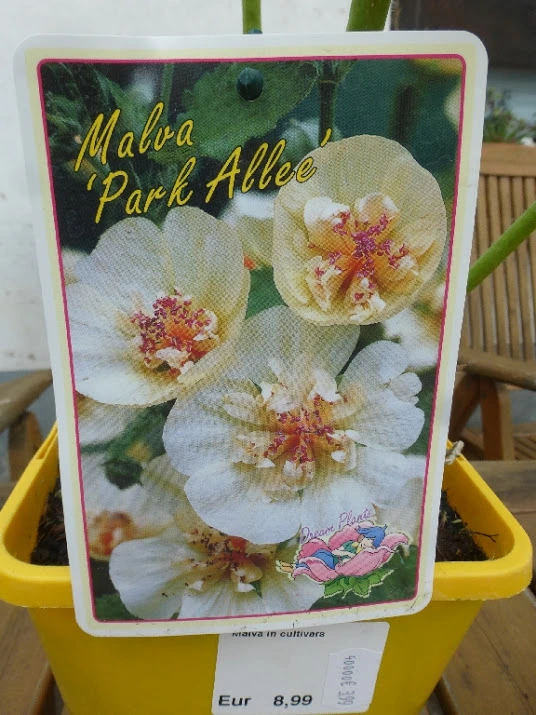 Malva
'Park Allee'
Dream Plants
Malva in cultivars
Eur 8,99